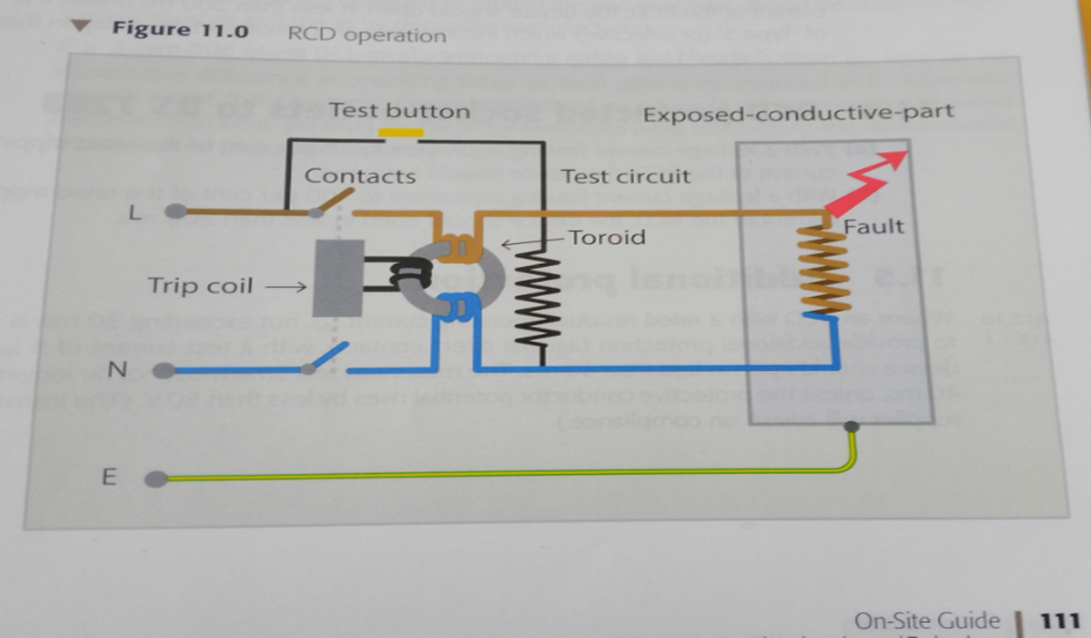 Figure 11.0 RCD operation
Test button
Exposed-conductive-part
Contacts
Test circuit
L
Toroid
Fault
Trip coil
N
E
On-Site Guide | 111